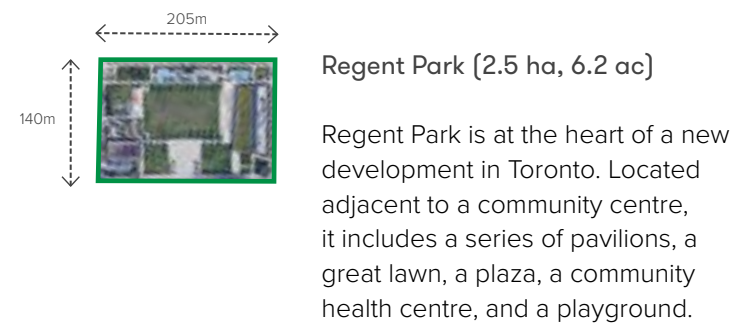 205m
140m
Regent Park (2.5 ha, 6.2 ac)
Regent Park is at the heart of a new
development in Toronto. Located
adjacent to a community centre,
it includes a series of pavilions, a
great lawn, a plaza, a community
health centre, and a playground.